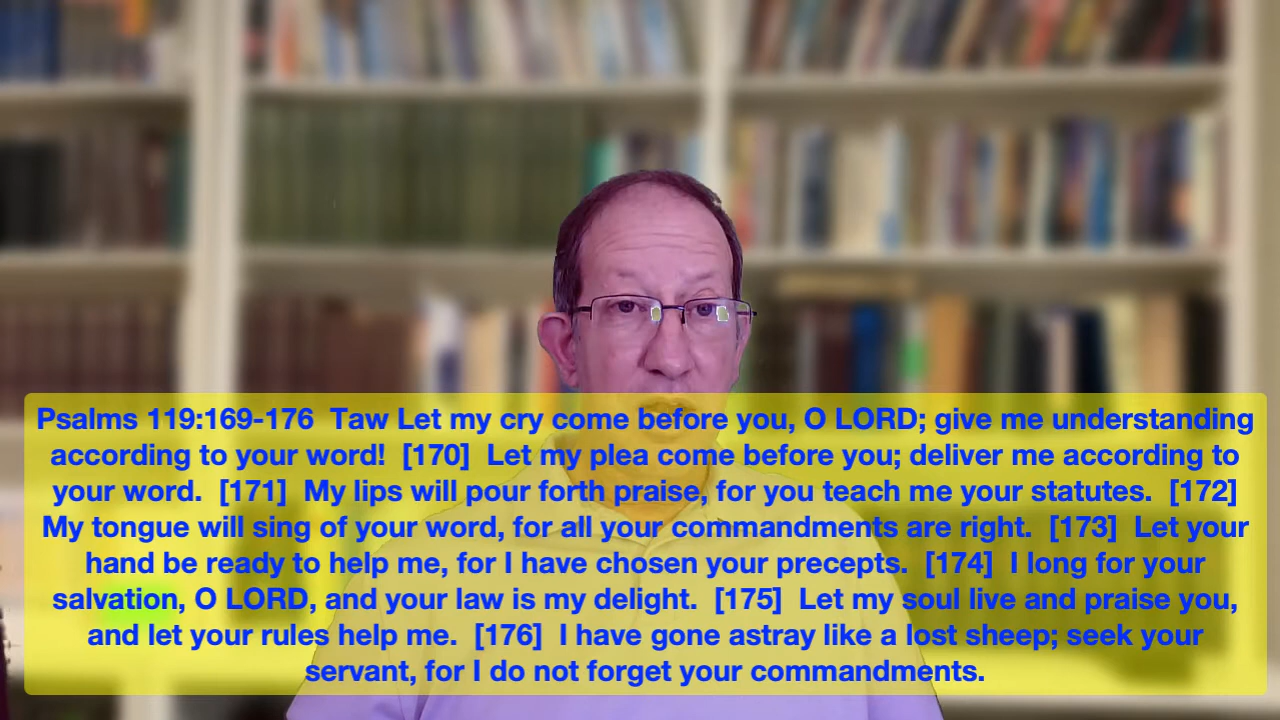 Psalms 119:169-176  Taw Let my cry come before you, O LORD; give me understanding
according to your word!  [170]  Let my plea come before you; deliver me according to
your word.  [171]  My lips will pour forth praise, for you teach me your statutes.  [172]
My tongue will sing of your word, for all your commandments are right.  [173]  Let your
hand be ready to help me, for I have chosen your precepts.  [174]  I long for your
salvation, O LORD, and your law is my delight.  [175]  Let my soul live and praise you,
and let your rules help me.  [176]  I have gone astray like a lost sheep; seek your
servant, for I do not forget your commandments.